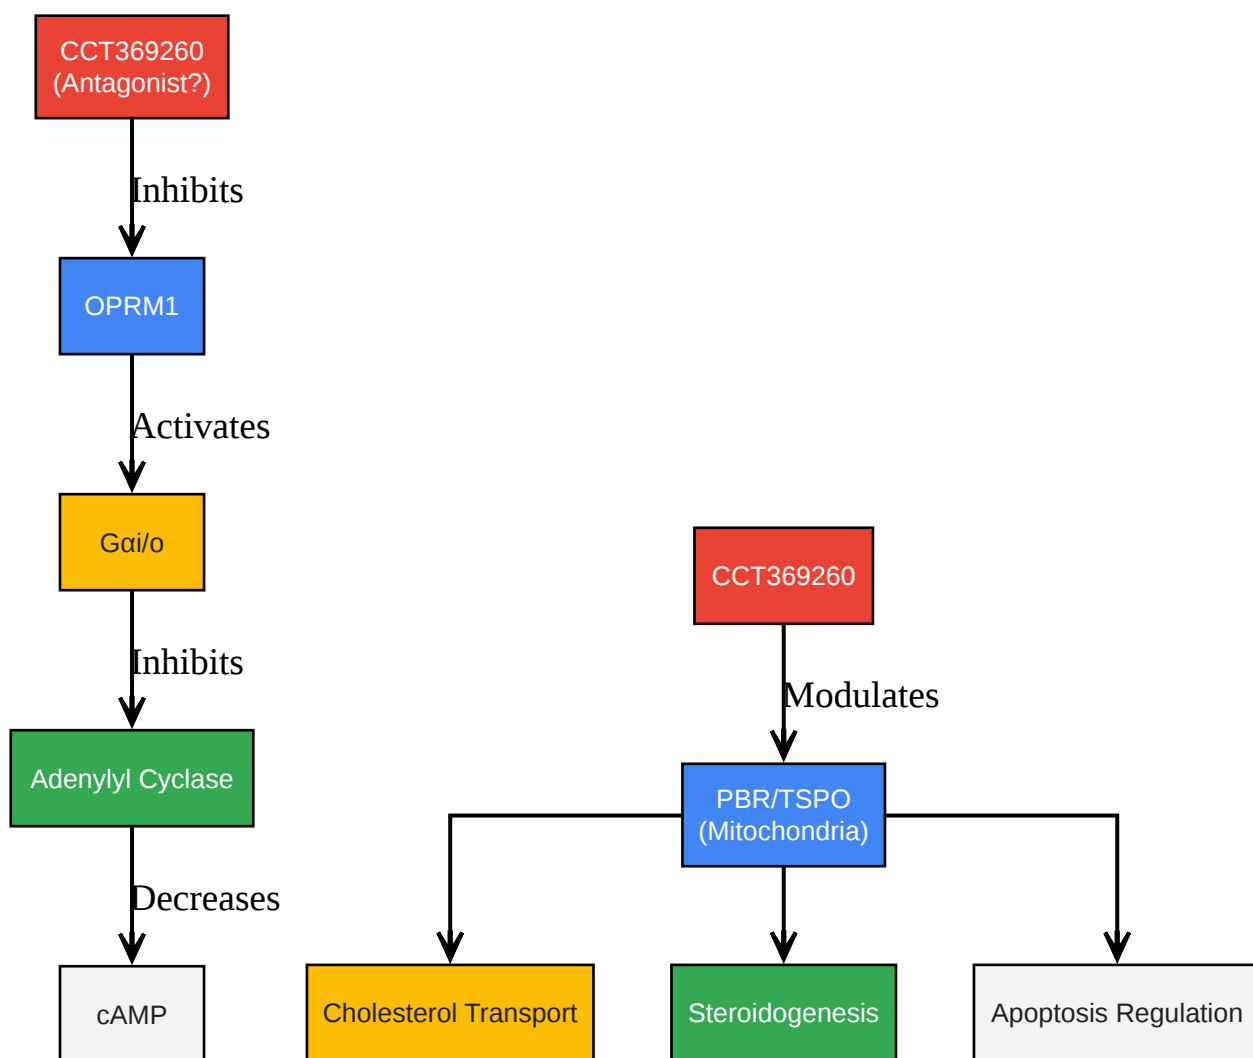 CCT369260
(Antagonist?)
Inhibits
OPRM1
Activates
Gαi/o
Inhibits
Adenylyl Cyclase
Decreases
cAMP
CCT369260
Modulates
PBR/TSPO
(Mitochondria)
Cholesterol Transport
Steroidogenesis
Apoptosis Regulation